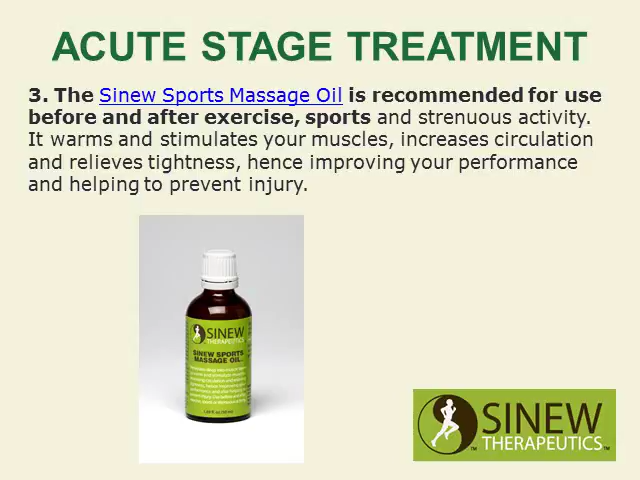 ACUTE STAGE TREATMENT
3. The Sinew Sports Massage Oil is recommended for use
before and after exercise, sports and strenuous activity.
It warms and stimulates your muscles, increases circulation
and relieves tightness, hence improving your performance
and helping to prevent injury.
SINEW
THERAPEUTICS
SINEW SPORTS
MASSAGE OIL
SINEW
THERAPEUTICS